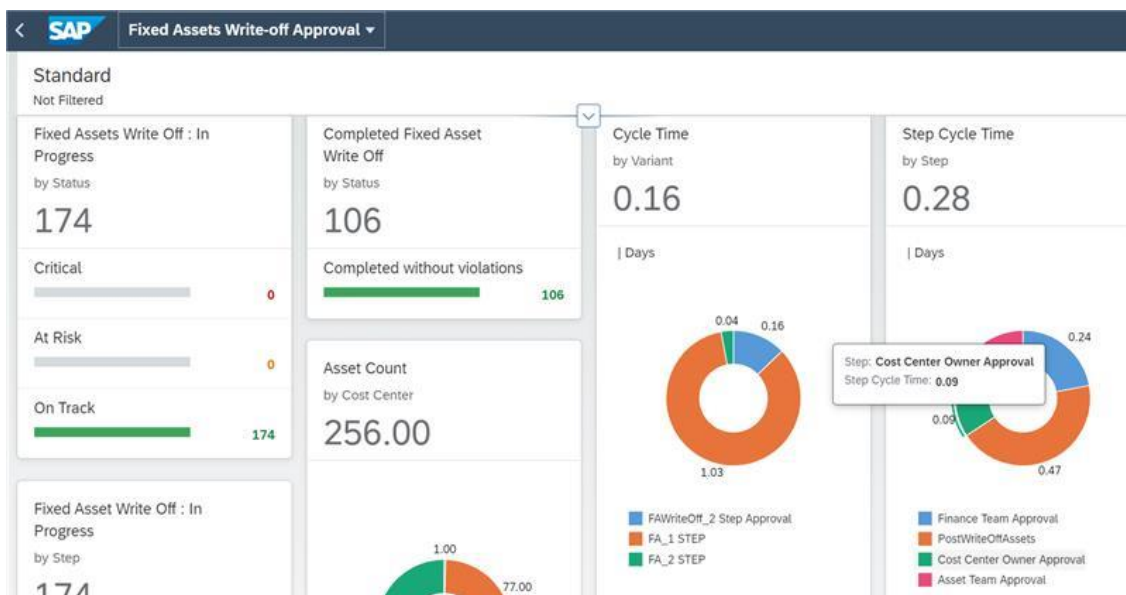 SAP
Fixed Assets Write-off Approval
Standard
Not Filtered
Fixed Assets Write Off : In
Progress
by Status
174
Critical
0
At Risk
0
On Track
174
Fixed Asset Write Off : In
Progress
by Step
174
Completed Fixed Asset
Write Off
by Status
106
Completed without violations
106
Asset Count
by Cost Center
256.00
1.00
77.00
Cycle Time
by Variant
0.16
| Days
0.04
0.16
1.03
FAWriteOff_2 Step Approval
FA_1 STEP
FA_2 STEP
Step Cycle Time
by Step
0.28
| Days
0.24
Step: Cost Center Owner Approval
Step Cycle Time: 0.09
0.09
0.47
Finance Team Approval
PostWriteOffAssets
Cost Center Owner Approval
Asset Team Approval